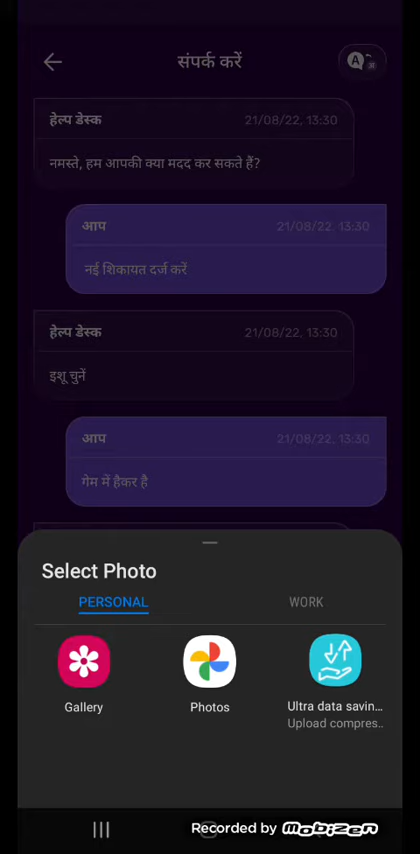 संपर्क करें
A अ
हेल्प डेस्क 21/08/22, 13:30
नमस्ते, हम आपकी क्या मदद कर सकते हैं?
आप 21/08/22, 13:30
नई शिकायत दर्ज करें
हेल्प डेस्क 21/08/22, 13:30
इशू चुनें
आप 21/08/22, 13:30
गेम में हैकर है
Select Photo
PERSONAL WORK
Gallery Photos Ultra data savin...
Upload compres..
Recorded by mobizen